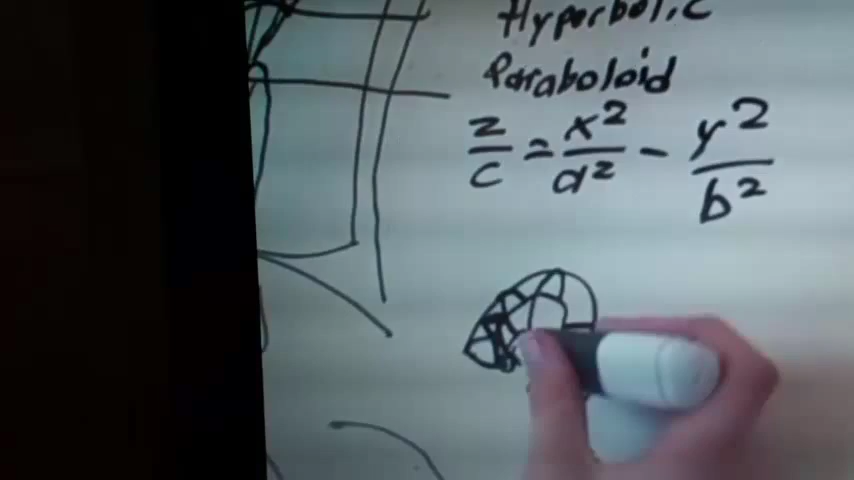 Hyperbolic
Paraboloid
z/c = x²/a² - y²/b²